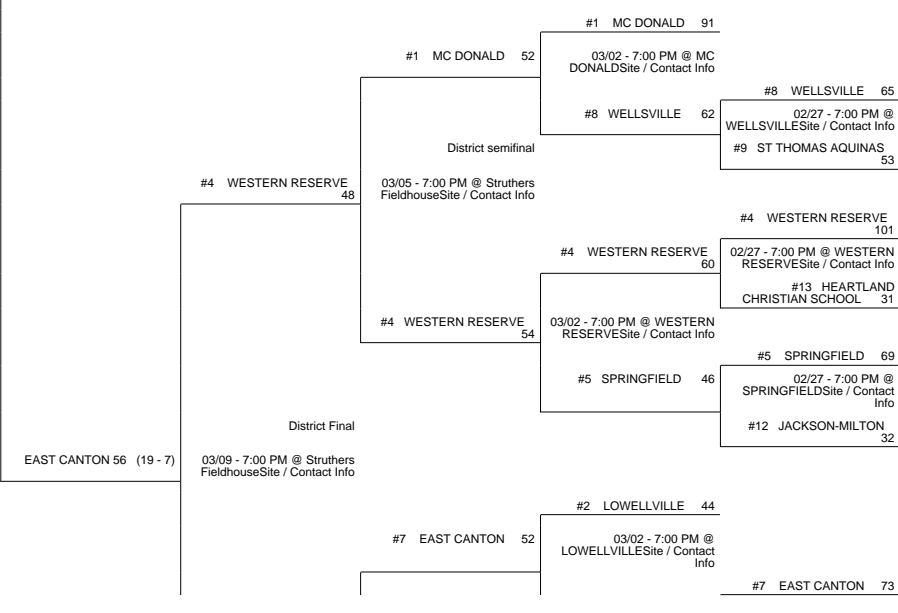 #1 MC DONALD 91
#1 MC DONALD 52
03/02 - 7:00 PM @ MC
DONALDSite / Contact Info
#8 WELLSVILLE 65
#8 WELLSVILLE 62
02/27 - 7:00 PM @
WELLSVILLESite / Contact Info
District semifinal
#9 ST THOMAS AQUINAS
53
#4 WESTERN RESERVE
48
03/05 - 7:00 PM @ Struthers
FieldhouseSite / Contact Info
#4 WESTERN RESERVE
101
#4 WESTERN RESERVE
60
02/27 - 7:00 PM @ WESTERN
RESERVESite / Contact Info
#13 HEARTLAND
CHRISTIAN SCHOOL 31
#4 WESTERN RESERVE
54
03/02 - 7:00 PM @ WESTERN
RESERVESite / Contact Info
#5 SPRINGFIELD 69
#5 SPRINGFIELD 46
02/27 - 7:00 PM @
SPRINGFIELDSite / Contact
Info
#12 JACKSON-MILTON
32
District Final
EAST CANTON 56 (19 - 7)
03/09 - 7:00 PM @ Struthers
FieldhouseSite / Contact Info
#2 LOWELLVILLE 44
#7 EAST CANTON 52
03/02 - 7:00 PM @
LOWELLVILLESite / Contact
Info
#7 EAST CANTON 73